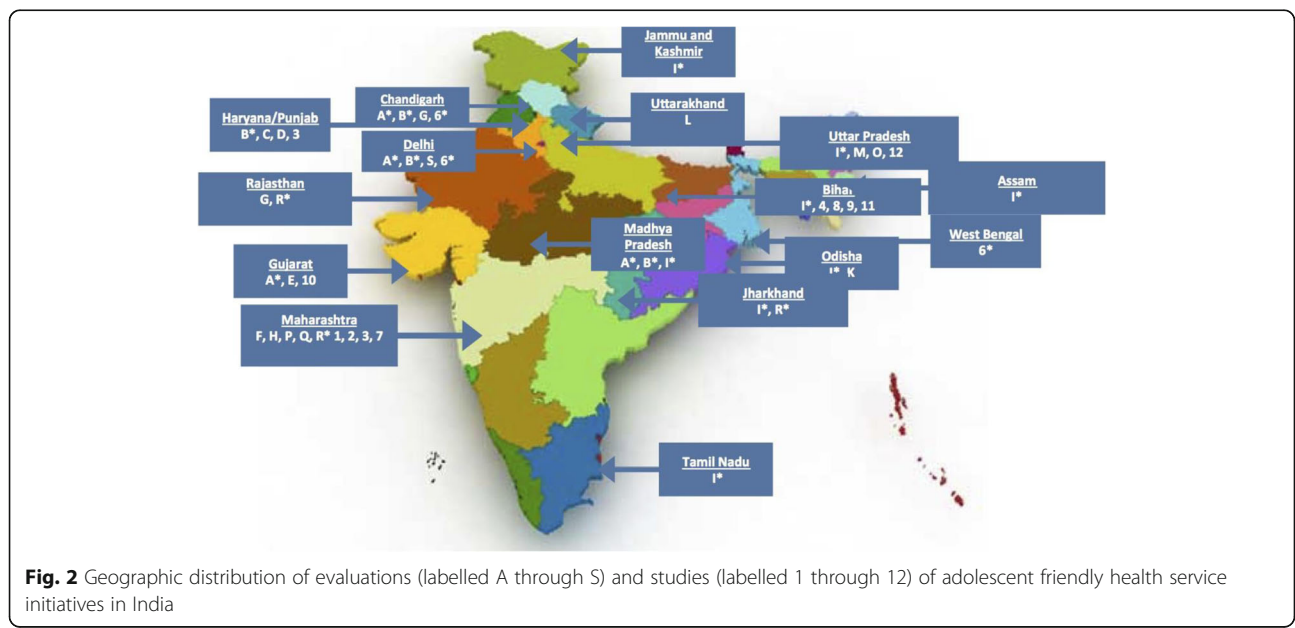 Jammu and
Kashmir
I*
Chandigarh
A*, B*, G, 6*
Haryana/Punjab
B*, C, D, 3
Uttarakhand
L
Delhi
A*, B*, S, 6*
Uttar Pradesh
I*, M, O, 12
Rajasthan
G, R*
I*, 4, 8, 9, 11
Assam
I*
Madhya
Pradesh
A*, B*, I*
West Bengal
6*
Gujarat
A*, E, 10
Odisha
I* K
Jharkhand
I*, R*
Maharashtra
F, H, P, Q, R* 1, 2, 3, 7
Tamil Nadu
I*
Fig. 2 Geographic distribution of evaluations (labelled A through S) and studies (labelled 1 through 12) of adolescent friendly health service
initiatives in India